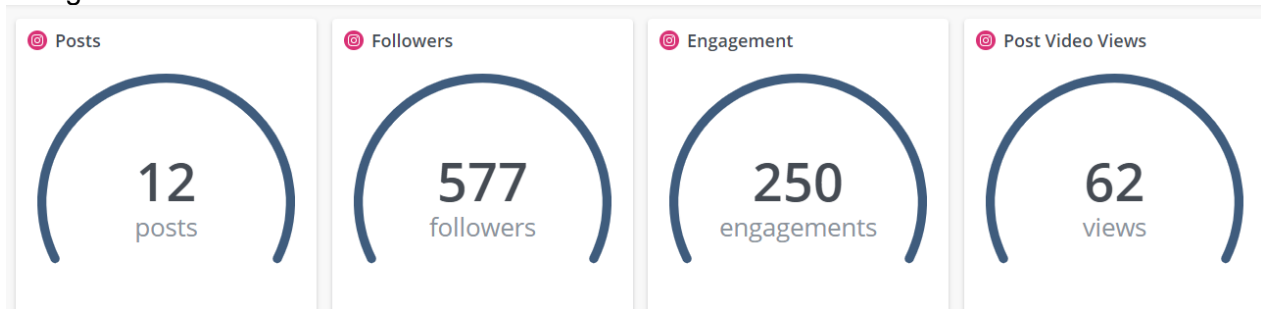 Posts
12
posts
Followers
577
followers
Engagement
250
engagements
Post Video Views
62
views